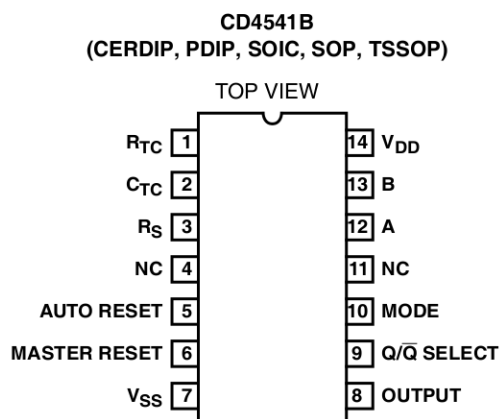 CD4541B
(CERDIP, PDIP, SOIC, SOP, TSSOP)
TOP VIEW
RTC 1 14 VDD
CTC 2 13 B
RS 3 12 A
NC 4 11 NC
AUTO RESET 5 10 MODE
MASTER RESET 6 9 Q/Q̅ SELECT
VSS 7 8 OUTPUT